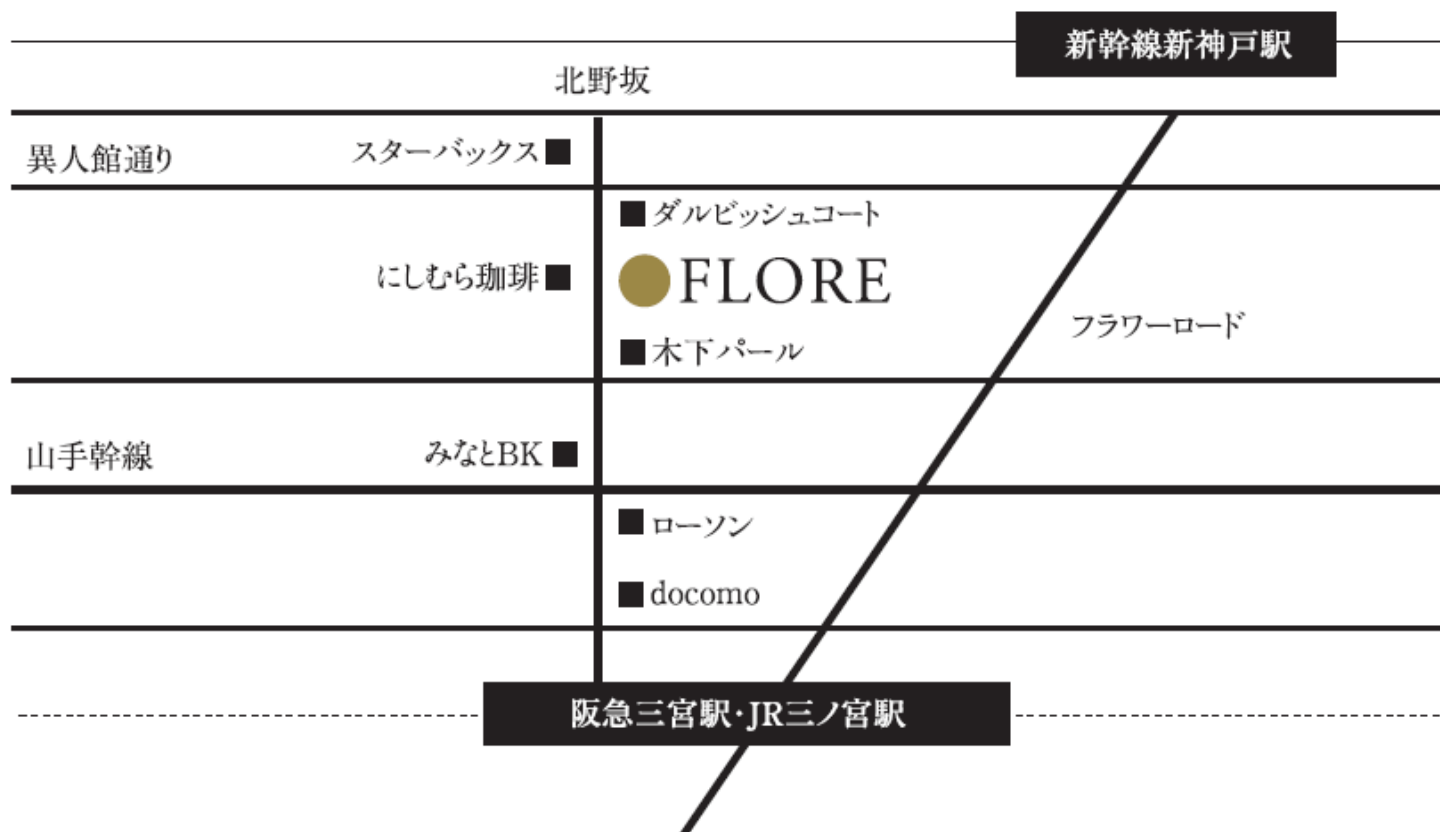 新幹線新神戸駅
北野坂
異人館通り
スターバックス
ダルビッシュコート
にしむら珈琲
FLORE
フラワーロード
木下パール
山手幹線
みなとBK
ローソン
docomo
阪急三宮駅・JR三ノ宮駅